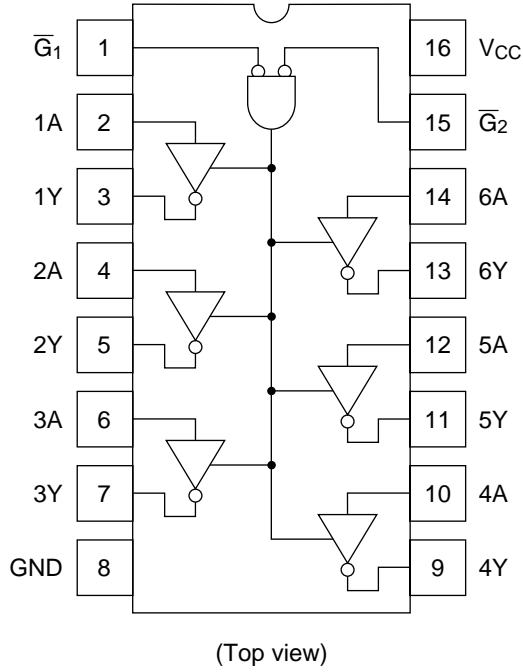 G̅1 1 16 VCC
1A 2 15 G̅2
1Y 3 14 6A
2A 4 13 6Y
2Y 5 12 5A
3A 6 11 5Y
3Y 7 10 4A
GND 8 9 4Y
(Top view)